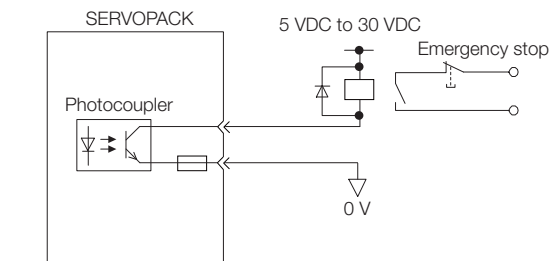 SERVOPACK
5 VDC to 30 VDC
Emergency stop
Photocoupler
0 V